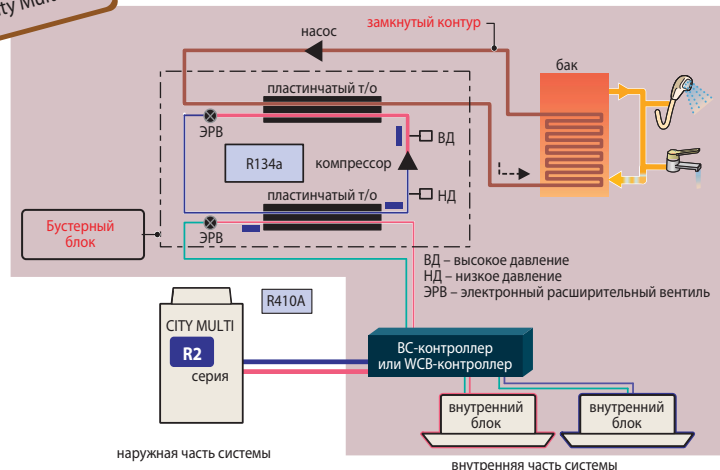 ity Multi
насос
замкнутый контур
бак
пластинчатый т/о
ЭРВ
ВД
R134a
компрессор
пластинчатый т/о
НД
Бустерный
блок
ЭРВ
ВД – высокое давление
НД – низкое давление
ЭРВ – электронный расширительный вентиль
R410A
CITY MULTI
R2
серия
BC-контроллер
или WCB-контроллер
внутренний
блок
внутренний
блок
наружная часть системы
внутренняя часть системы